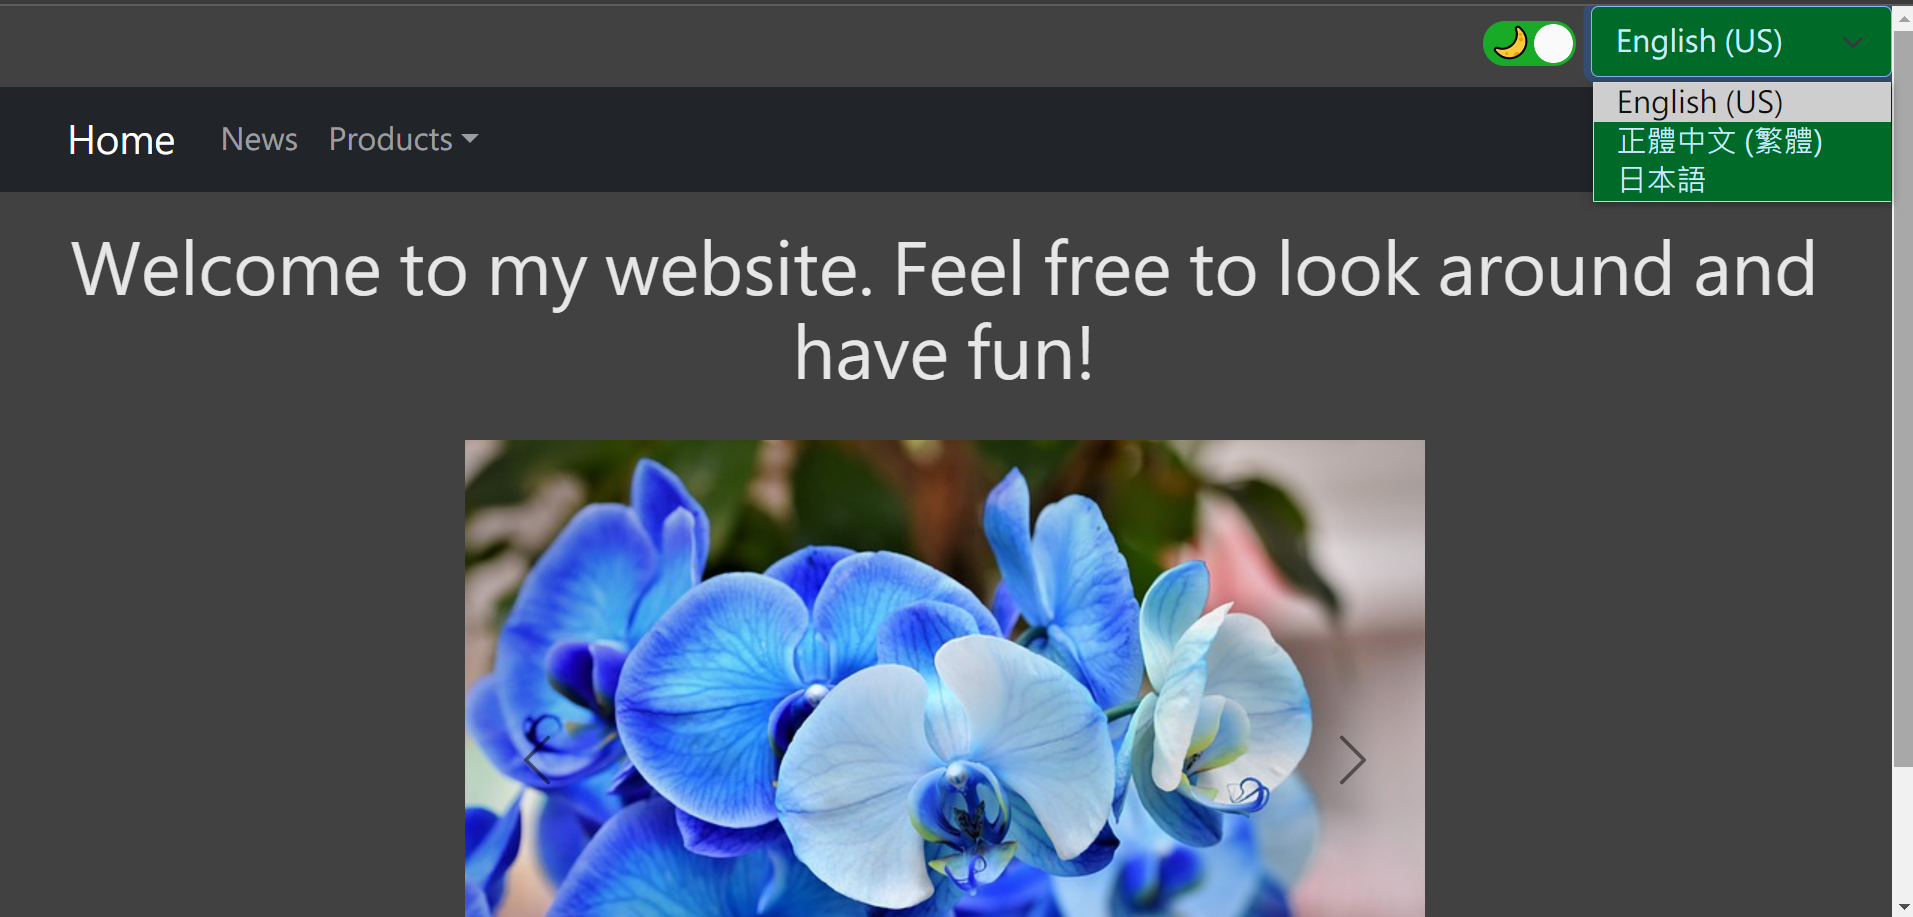 English (US)
English (US)
正體中文 (繁體)
日本語
Home News Products
Welcome to my website. Feel free to look around and
have fun!